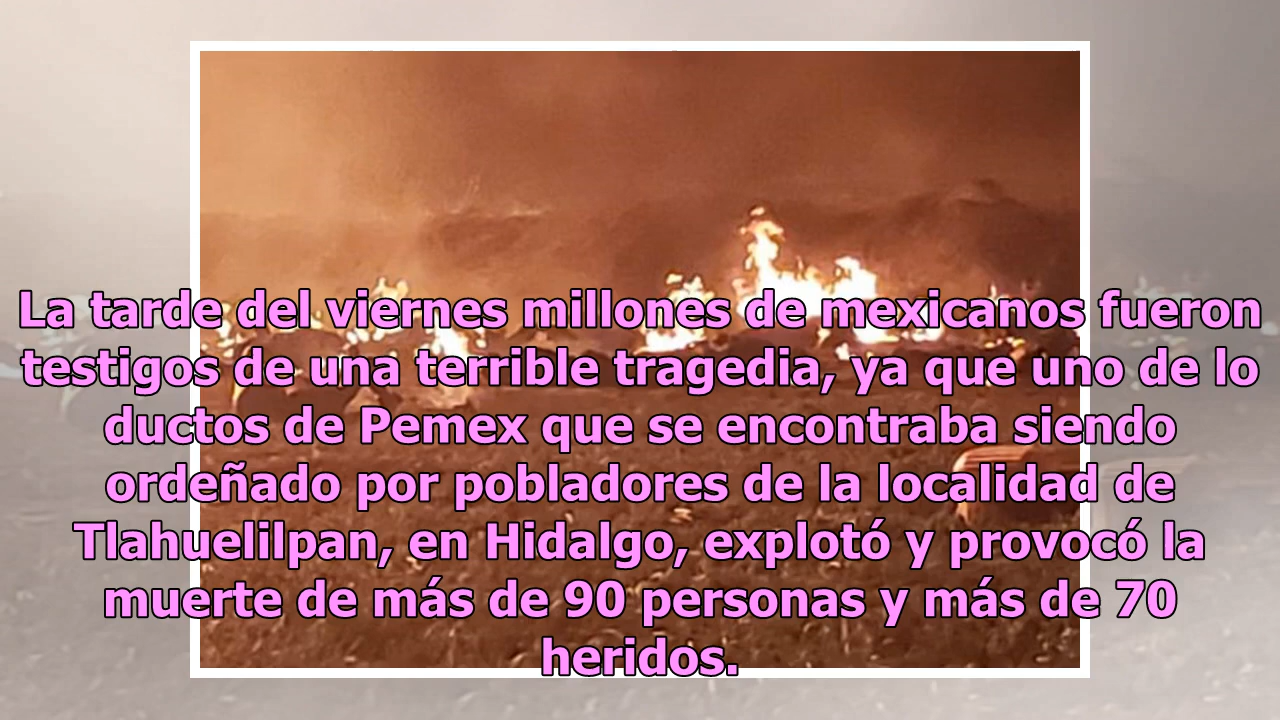 La tarde del viernes millones de mexicanos fueron
testigos de una terrible tragedia, ya que uno de lo
ductos de Pemex que se encontraba siendo
ordeñado por pobladores de la localidad de
Tlahuelilpan, en Hidalgo, explotó y provocó la
muerte de más de 90 personas y más de 70
heridos.